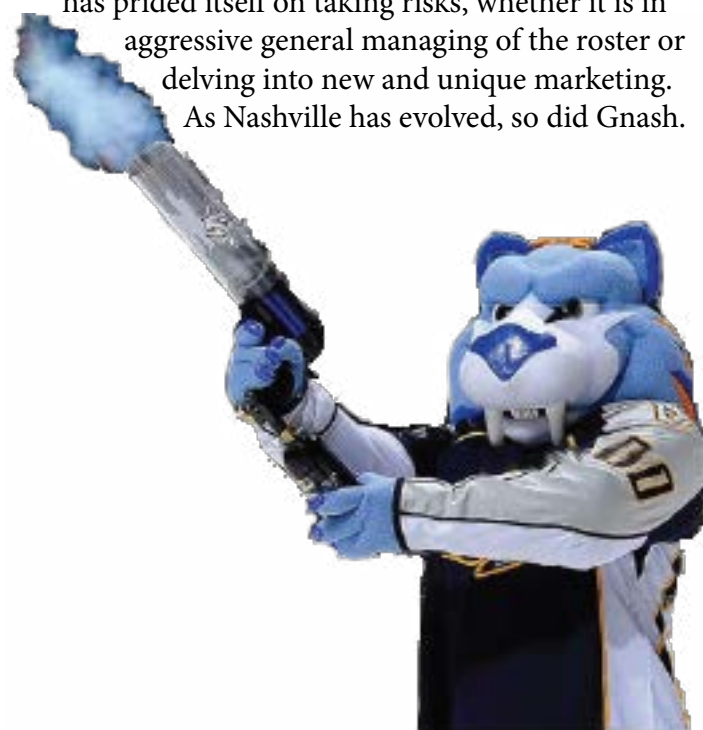 has prided itself on taking risks, whether it is in
aggressive general managing of the roster or
delving into new and unique marketing.
As Nashville has evolved, so did Gnash.
00